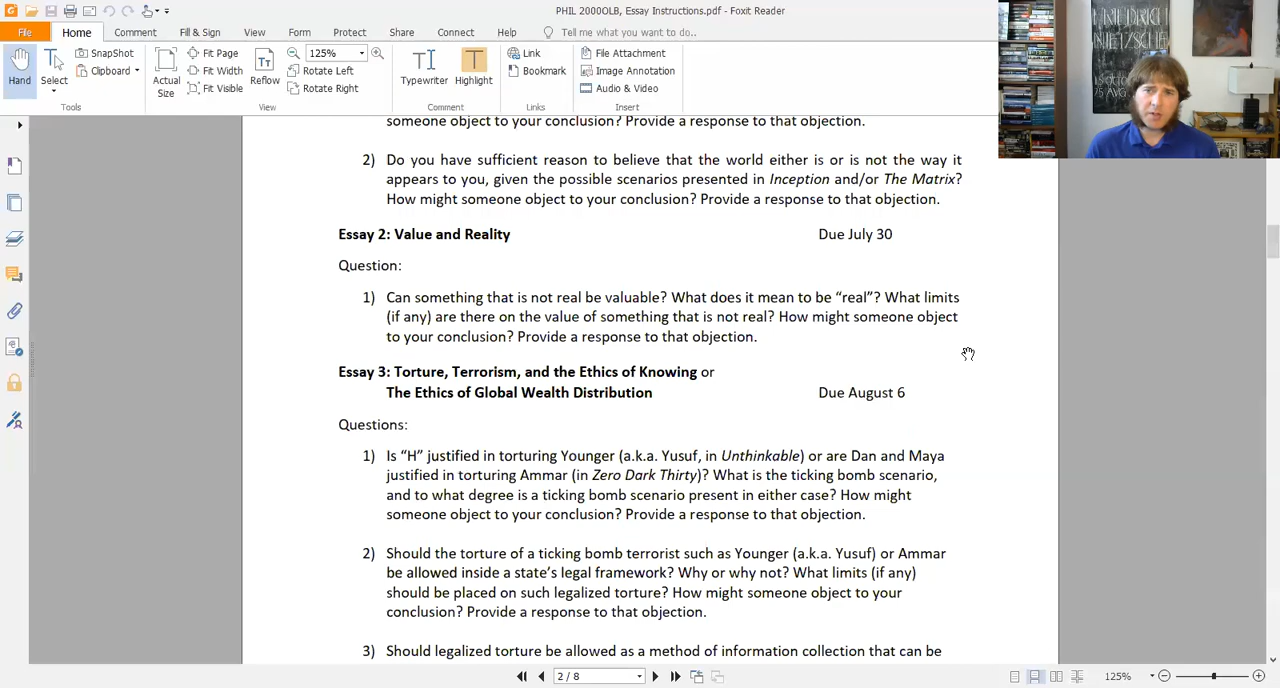 PHIL 2000OLB, Essay Instructions.pdf - Foxit Reader
File Home Comment Fill & Sign View Form Protect Share Connect Help Tell me what you want to do..
Hand
Select
SnapShot
Clipboard
Actual Size
Fit Page
Fit Width
Fit Visible
Reflow
125%
Rotate Left
Rotate Right
Typewriter
Highlight
Link
Bookmark
File Attachment
Image Annotation
Audio & Video
Tools View Comment Links Insert
NIETZSCHE
someone object to your conclusion? Provide a response to that objection.
2) Do you have sufficient reason to believe that the world either is or is not the way it
appears to you, given the possible scenarios presented in Inception and/or The Matrix?
How might someone object to your conclusion? Provide a response to that objection.
Essay 2: Value and Reality Due July 30
Question:
1) Can something that is not real be valuable? What does it mean to be “real”? What limits
(if any) are there on the value of something that is not real? How might someone object
to your conclusion? Provide a response to that objection.
Essay 3: Torture, Terrorism, and the Ethics of Knowing or
The Ethics of Global Wealth Distribution Due August 6
Questions:
1) Is “H” justified in torturing Younger (a.k.a. Yusuf, in Unthinkable) or are Dan and Maya
justified in torturing Ammar (in Zero Dark Thirty)? What is the ticking bomb scenario,
and to what degree is a ticking bomb scenario present in either case? How might
someone object to your conclusion? Provide a response to that objection.
2) Should the torture of a ticking bomb terrorist such as Younger (a.k.a. Yusuf) or Ammar
be allowed inside a state’s legal framework? Why or why not? What limits (if any)
should be placed on such legalized torture? How might someone object to your
conclusion? Provide a response to that objection.
3) Should legalized torture be allowed as a method of information collection that can be
2 / 8
125%